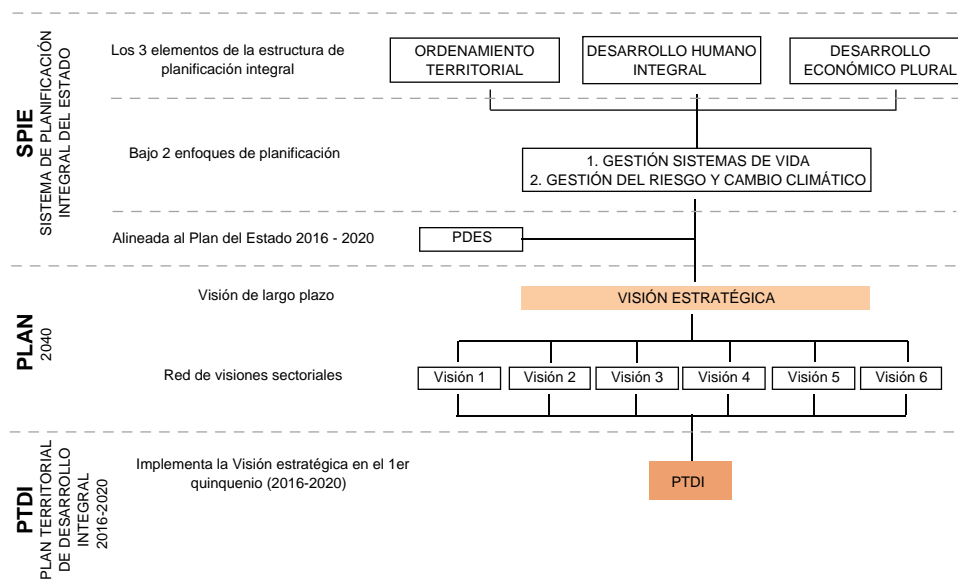 SPIE
SISTEMA DE PLANIFICACIÓN
INTEGRAL DEL ESTADO
Los 3 elementos de la estructura de
planificación integral
ORDENAMIENTO
TERRITORIAL
DESARROLLO HUMANO
INTEGRAL
DESARROLLO
ECONÓMICO PLURAL
Bajo 2 enfoques de planificación
1. GESTIÓN SISTEMAS DE VIDA
2. GESTIÓN DEL RIESGO Y CAMBIO CLIMÁTICO
Alineada al Plan del Estado 2016 - 2020
PDES
PLAN
2040
Visión de largo plazo
VISIÓN ESTRATÉGICA
Red de visiones sectoriales
Visión 1
Visión 2
Visión 3
Visión 4
Visión 5
Visión 6
PTDI
PLAN TERRITORIAL
DE DESARROLLO
INTEGRAL
2016-2020
Implementa la Visión estratégica en el 1er
quinquenio (2016-2020)
PTDI